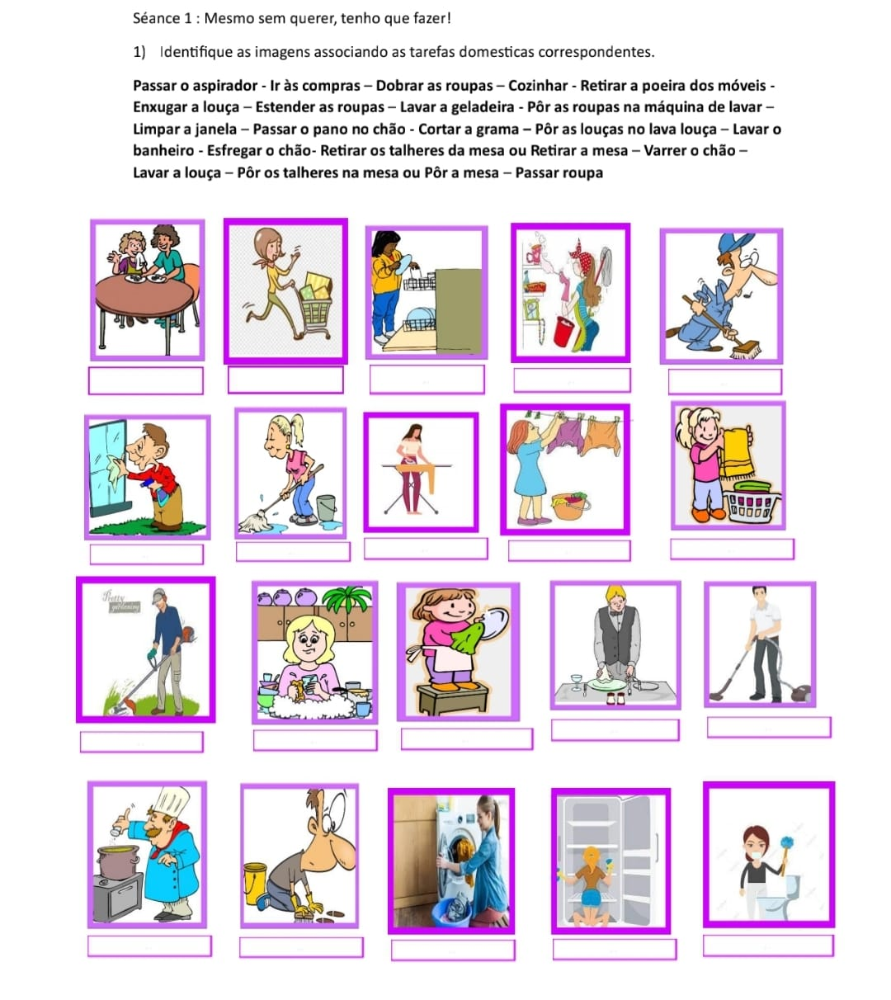 Séance 1 : Mesmo sem querer, tenho que fazer!
1) Identifique as imagens associando as tarefas domesticas correspondentes.
Passar o aspirador - Ir às compras – Dobrar as roupas – Cozinhar - Retirar a poeira dos móveis -
Enxugar a louça – Estender as roupas – Lavar a geladeira - Pôr as roupas na máquina de lavar –
Limpar a janela – Passar o pano no chão - Cortar a grama – Pôr as louças no lava louça – Lavar o
banheiro - Esfregar o chão- Retirar os talheres da mesa ou Retirar a mesa – Varrer o chão –
Lavar a louça – Pôr os talheres na mesa ou Pôr a mesa – Passar roupa
Pretty
gardening